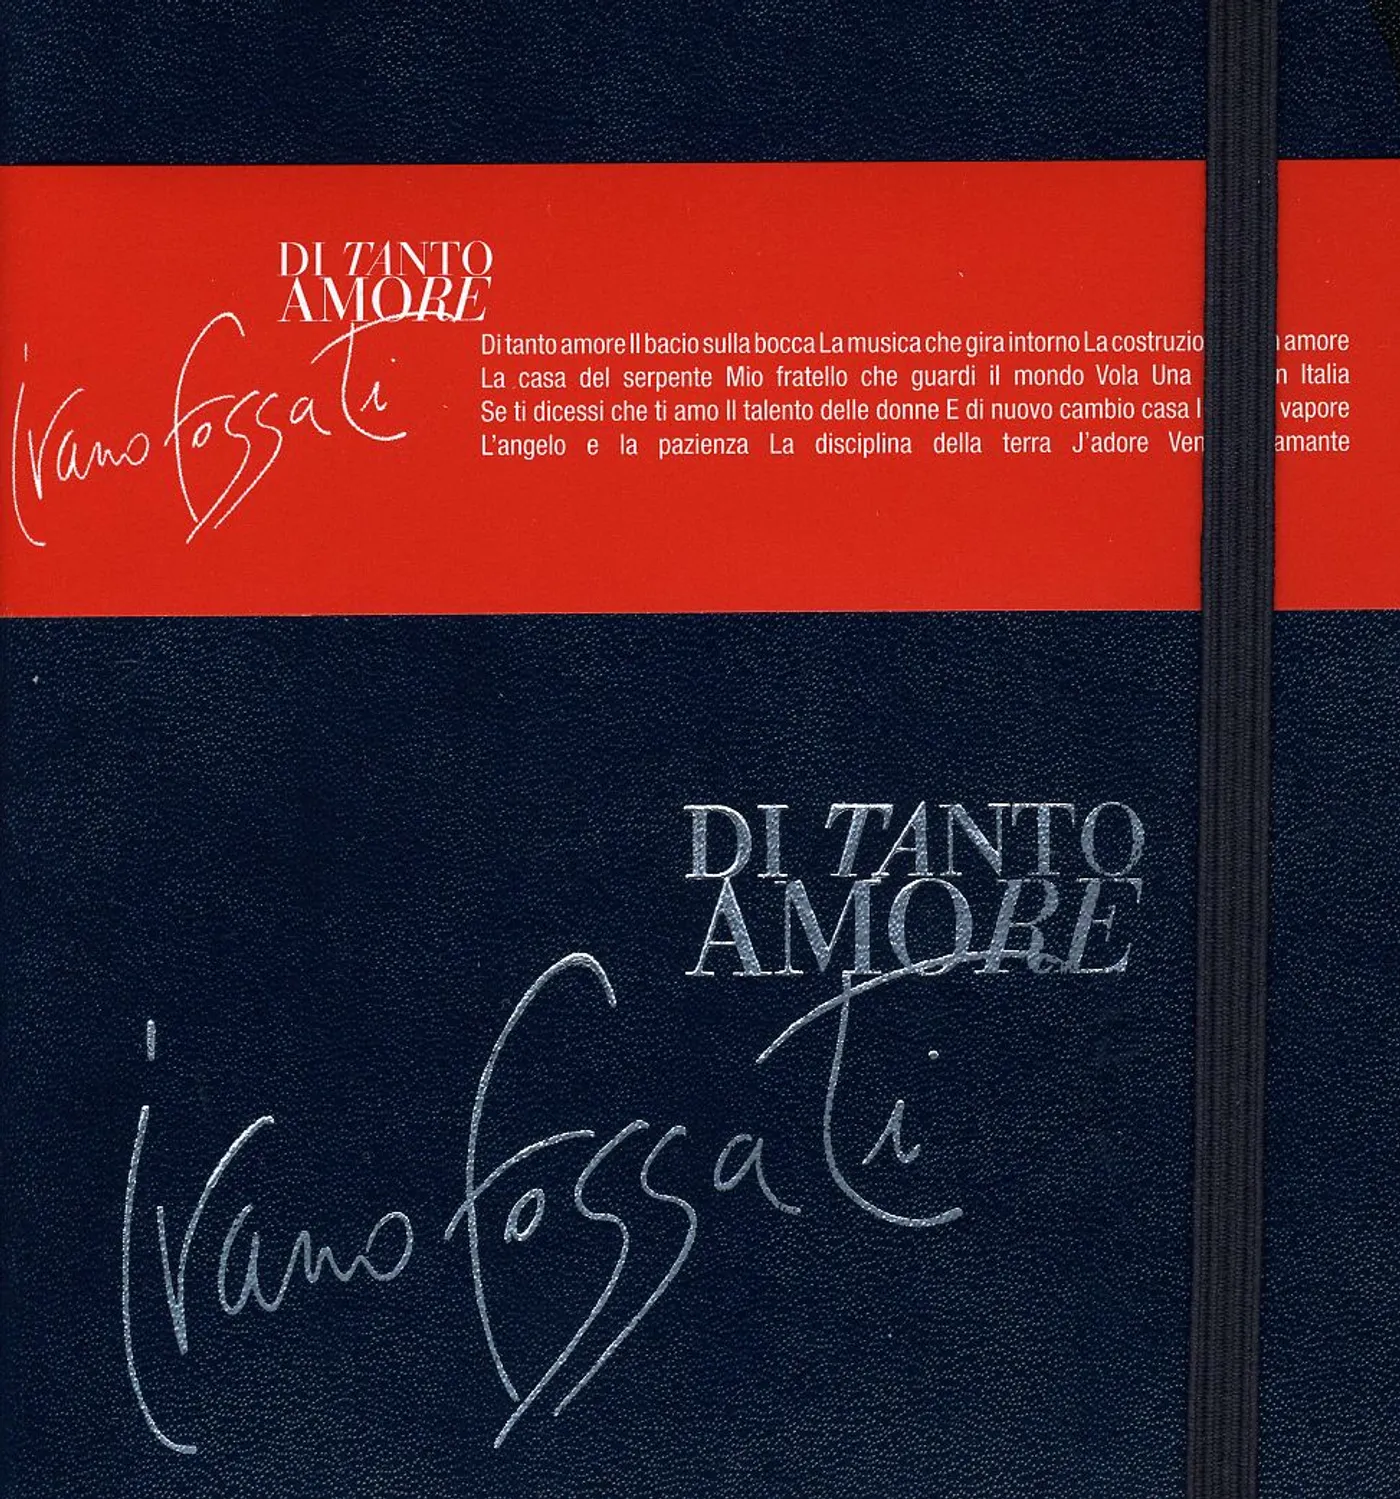 DI TANTO
AMORE
Ivano Fossati
Di tanto amore Il bacio sulla bocca La musica che gira intorno La costruzio amore
La casa del serpente Mio fratello che guardi il mondo Vola Una n Italia
Se ti dicessi che ti amo Il talento delle donne E di nuovo cambio casa I vapore
L'angelo e la pazienza La disciplina della terra J'adore Ven amante
DI TANTO
AMORE
Ivano Fossati